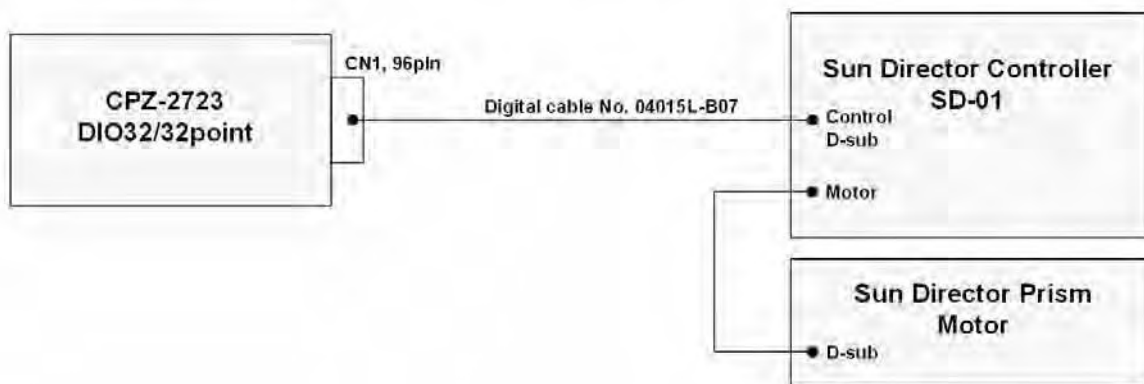 CPZ-2723
DIO32/32point
CN1, 96pin
Digital cable No. 04015L-B07
Sun Director Controller
SD-01
Control
D-sub
Motor
Sun Director Prism
Motor
D-sub